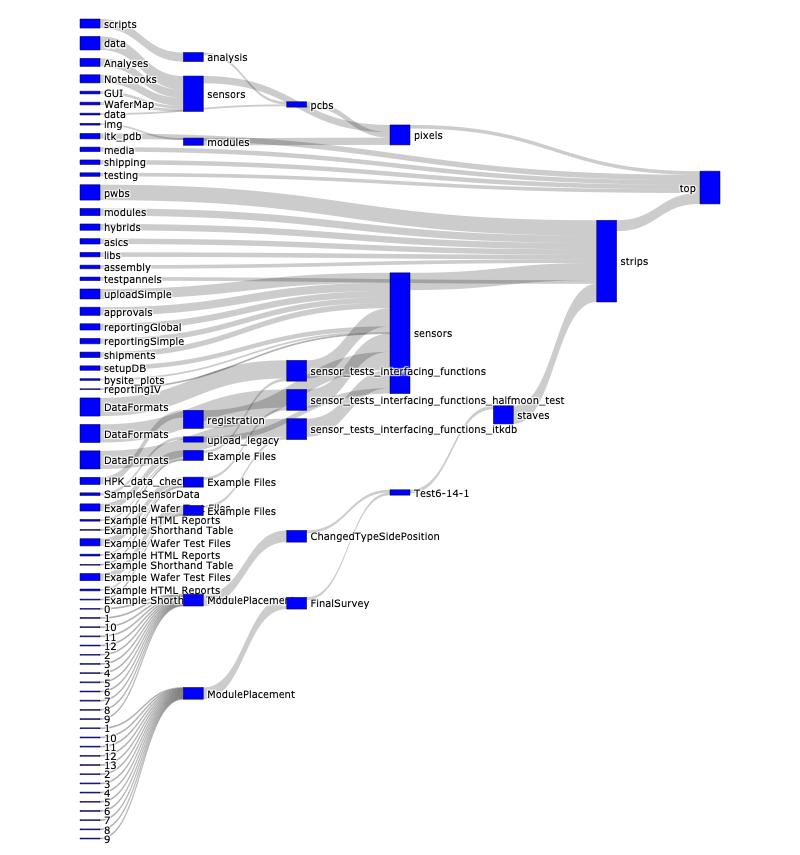 scripts
data
analysis
Analyses
Notebooks
sensors
GUI
WaferMap
pcbs
data
img
itk_pdb
pixels
modules
media
shipping
testing
top
pwbs
modules
hybrids
asics
libs
strips
assembly
testpannels
uploadSimple
approvals
reportingGlobal
sensors
reportingSimple
shipments
setupDB
sensor_tests_interfacing_functions
bysite_plots
reportingIV
sensor_tests_interfacing_functions_halfmoon_test
DataFormats
staves
registration
sensor_tests_interfacing_functions_itkdb
DataFormats
upload_legacy
Example Files
DataFormats
HPK_data_chec
Example Files
SampleSensorData
Test6-14-1
Example Wafer Test Files
Example Files
Example HTML Reports
Example Shorthand Table
ChangedTypeSidePosition
Example Wafer Test Files
Example HTML Reports
Example Shorthand Table
Example Wafer Test Files
Example HTML Reports
Example Shorth
ModulePlacemen
FinalSurvey
0
1
10
11
12
2
3
4
5
6
ModulePlacement
7
8
9
1
10
11
12
13
2
3
4
5
6
7
8
9